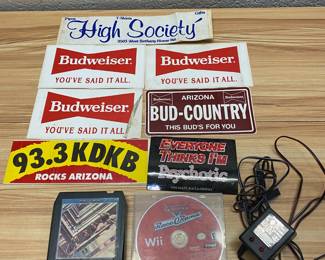 T-Shirts
High Society
Budweiser.
YOU'VE SAID IT ALL.
Budweiser.
YOU'VE SAID IT ALL.
Budweiser.
YOU'VE SAID IT ALL.
ARIZONA
BUD-COUNTRY
THIS BUD'S FOR YOU
93.3 KDKB
ROCKS ARIZONA
EVERYONE
THINKS I'M
Psychotic
Wii